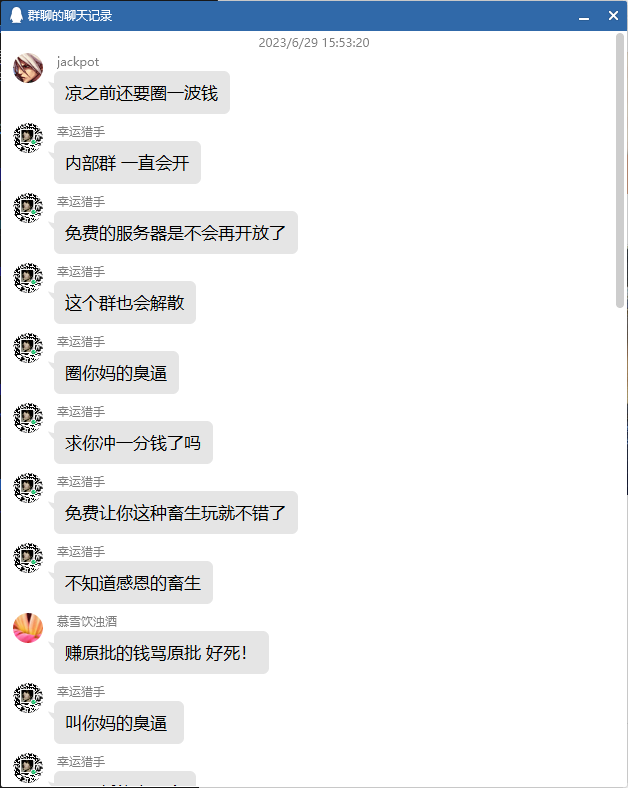 群聊的聊天记录
2023/6/29 15:53:20
jackpot
凉之前还要圈一波钱
幸运猎手
内部群 一直会开
幸运猎手
免费的服务器是不会再开放了
幸运猎手
这个群也会解散
幸运猎手
圈你妈的臭逼
幸运猎手
求你冲一分钱了吗
幸运猎手
免费让你这种畜生玩就不错了
幸运猎手
不知道感恩的畜生
慕雪饮浊酒
赚原批的钱骂原批 好死！
幸运猎手
叫你妈的臭逼
幸运猎手